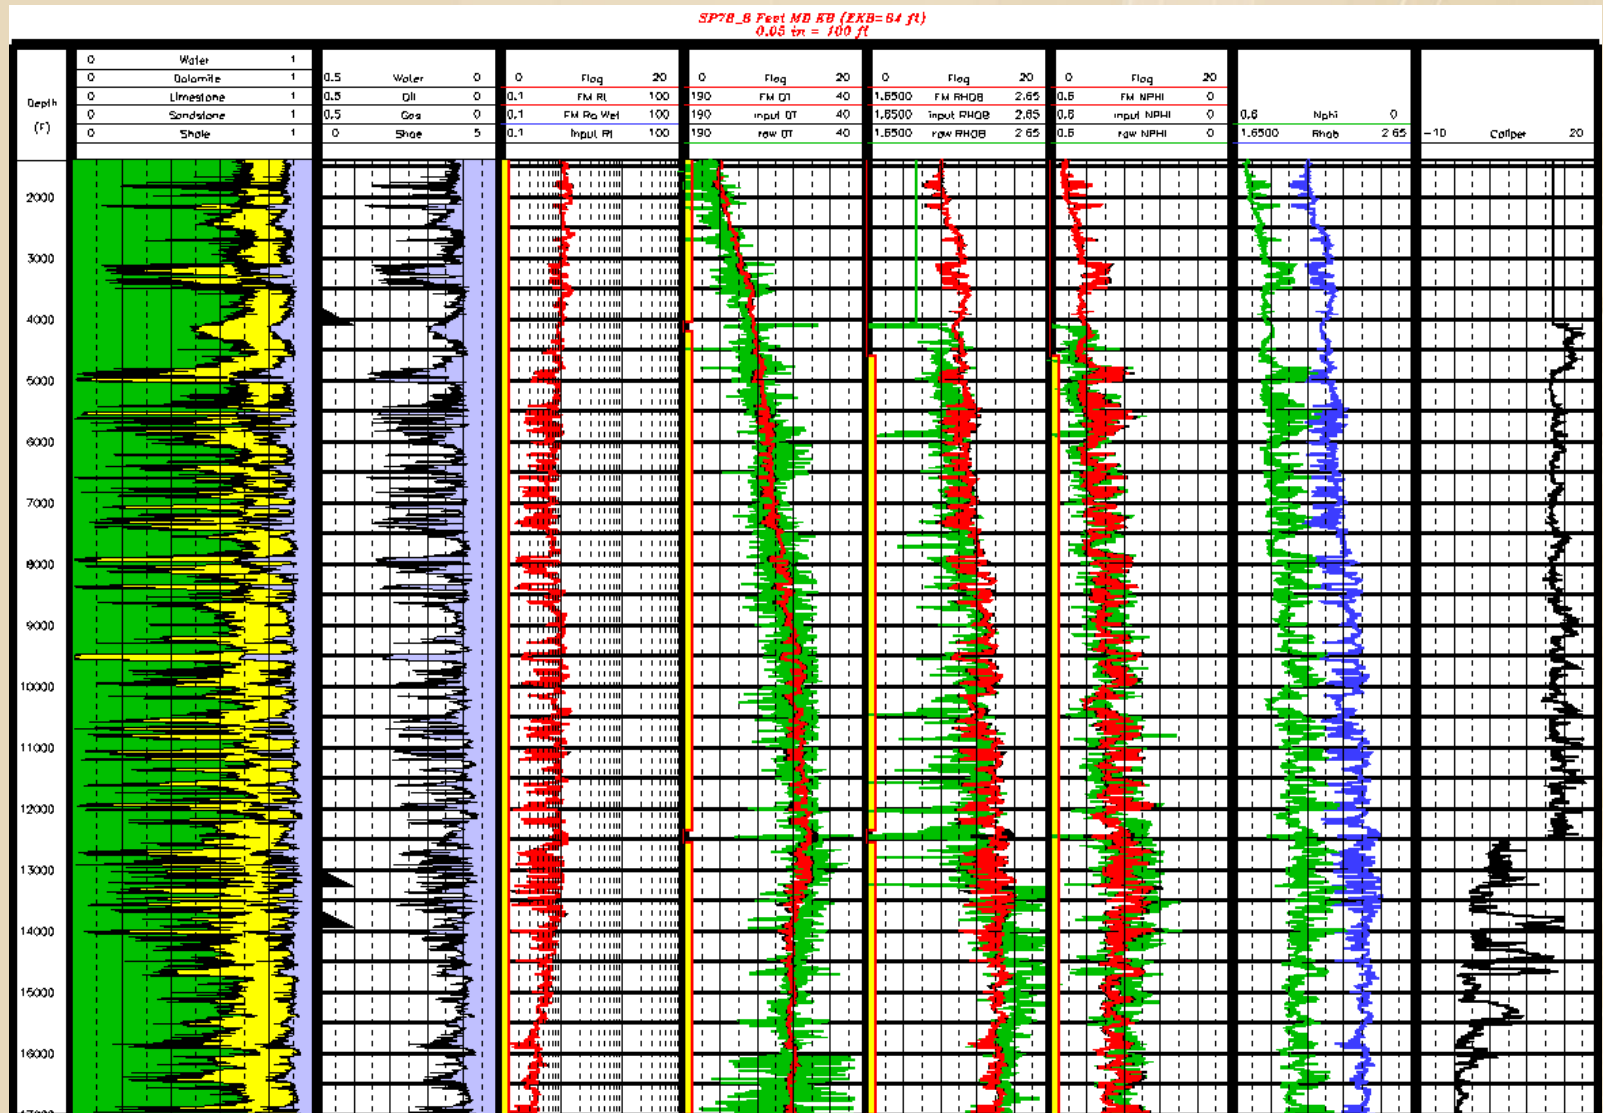 SP78_8 Feet MD KB (EKB=84 ft)
0.05 in = 100 ft
0 Water 1
0 Dolomite 1 0.5 Water 0 0 Flag 20 0 Flag 20 0 Flag 20 0 Flag 20
Depth 0 Limestone 1 0.5 Oil 0 0.1 FM Rt 100 190 FM DT 40 1.6500 FM RHOB 2.65 0.6 FM NPHI 0
0 Sandstone 1 0.5 Gas 0 0.1 FM Ro Wet 100 190 input DT 40 1.6500 input RHOB 2.65 0.6 input NPHI 0 0.6 Nphi 0
(F) 0 Shale 1 0 5 0.1 Input Rt 100 190 raw DT 40 1.6500 raw RHOB 2.65 0.6 raw NPHI 0 1.6500 Rhob 2 65 -10 Caliper 20
2000
3000
4000
5000
6000
7000
8000
9000
10000
11000
12000
13000
14000
15000
16000